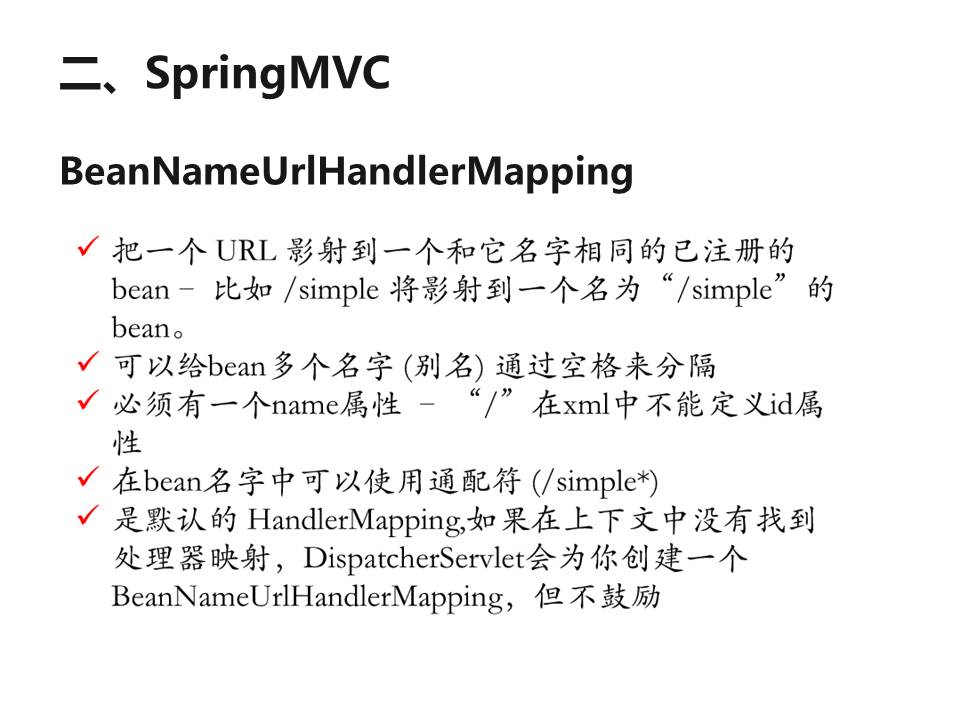 二、SpringMVC
BeanNameUrlHandlerMapping
✓ 把一个 URL 影射到一个和它名字相同的已注册的
bean – 比如 /simple 将影射到一个名为“/simple”的
bean。
✓ 可以给bean多个名字 (别名) 通过空格来分隔
✓ 必须有一个name属性 – “/”在xml中不能定义id属
性
✓ 在bean名字中可以使用通配符 (/simple*)
✓ 是默认的 HandlerMapping,如果在上下文中没有找到
处理器映射，DispatcherServlet会为你创建一个
BeanNameUrlHandlerMapping，但不鼓励